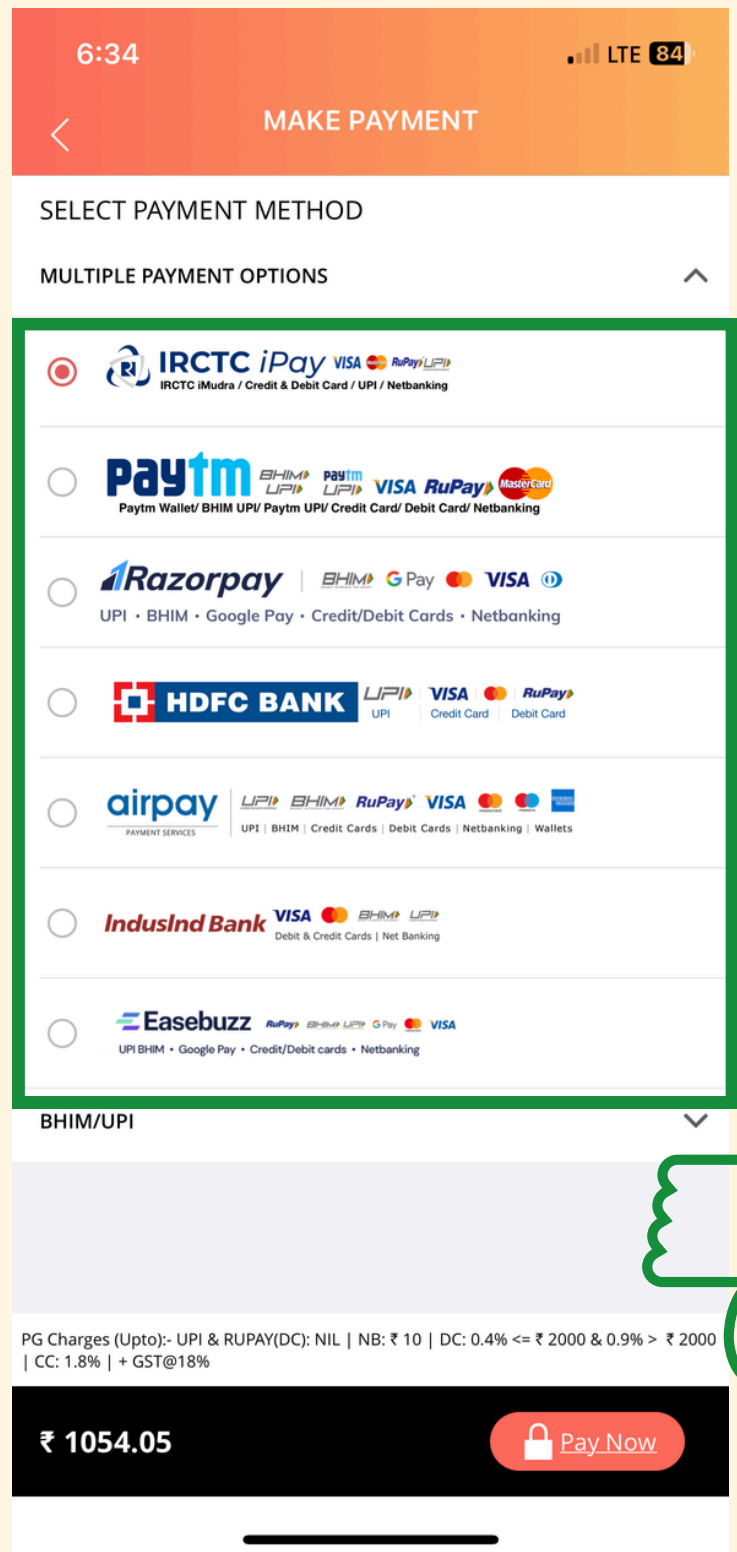 6:34
LTE 84
MAKE PAYMENT
SELECT PAYMENT METHOD
MULTIPLE PAYMENT OPTIONS
IRCTC iPay VISA MasterCard RuPay UPI
IRCTC iMudra / Credit & Debit Card / UPI / Netbanking
Paytm BHIM UPI Paytm UPI VISA RuPay MasterCard
Paytm Wallet/ BHIM UPI/ Paytm UPI/ Credit Card/ Debit Card/ Netbanking
Razorpay BHIM G Pay VISA
UPI • BHIM • Google Pay • Credit/Debit Cards • Netbanking
HDFC BANK UPI VISA RuPay
UPI Credit Card Debit Card
airpay UPI BHIM RuPay VISA
PAYMENT SERVICES UPI | BHIM | Credit Cards | Debit Cards | Netbanking | Wallets
IndusInd Bank VISA BHIM UPI
Debit & Credit Cards | Net Banking
Easebuzz RuPay BHIM UPI G Pay VISA
UPI BHIM • Google Pay • Credit/Debit cards • Netbanking
BHIM/UPI
PG Charges (Upto):- UPI & RUPAY(DC): NIL | NB: ₹ 10 | DC: 0.4% <= ₹ 2000 & 0.9% > ₹ 2000
| CC: 1.8% | + GST@18%
₹ 1054.05
Pay Now